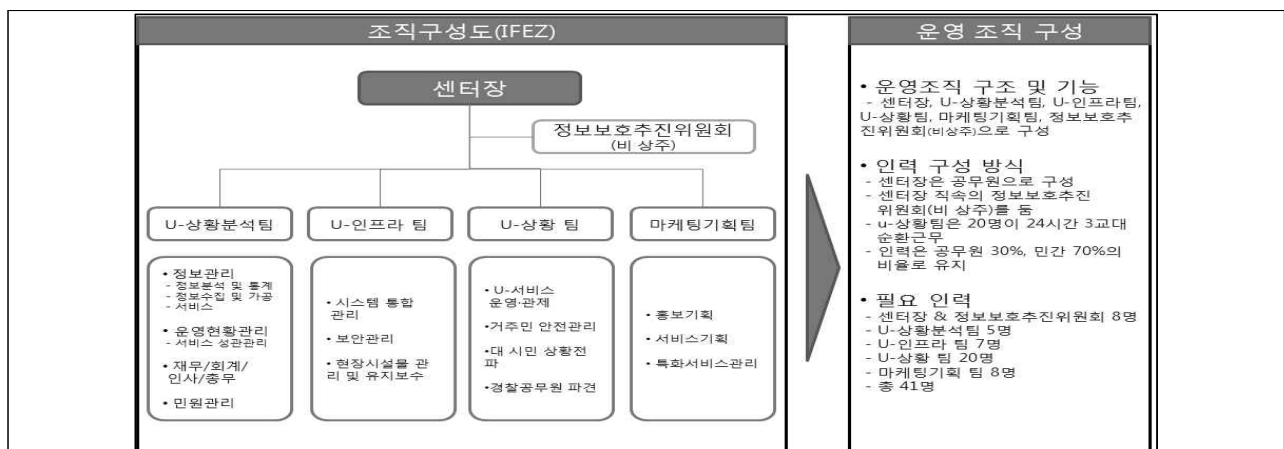 조직구성도(IFEZ)
센터장
정보보호추진위원회
(비 상주)
U-상황분석팀
U-인프라 팀
U-상황 팀
마케팅기획팀
• 정보관리
- 정보분석 및 통계
- 정보수집 및 가공
- 서비스
• 운영현황관리
- 서비스 성관관리
• 재무/회계/
인사/총무
• 민원관리
• 시스템 통합
관리
• 보안관리
• 현장시설물 관
리 및 유지보수
• U-서비스
운영·관제
•거주민 안전관리
•대 시민 상황전
파
•경찰공무원 파견
• 홍보기획
• 서비스기획
• 특화서비스관리
운영 조직 구성
• 운영조직 구조 및 기능
- 센터장, U-상황분석팀, U-인프라팀,
U-상황팀, 마케팅기획팀, 정보보호추
진위원회(비상주)으로 구성
• 인력 구성 방식
- 센터장은 공무원으로 구성
- 센터장 직속의 정보보호추진
위원회(비 상주)를 둠
- u-상황팀은 20명이 24시간 3교대
순환근무
- 인력은 공무원 30%, 민간 70%의
비율로 유지
• 필요 인력
- 센터장 & 정보보호추진위원회 8명
- U-상황분석팀 5명
- U-인프라 팀 7명
- U-상황 팀 20명
- 마케팅기획 팀 8명
- 총 41명